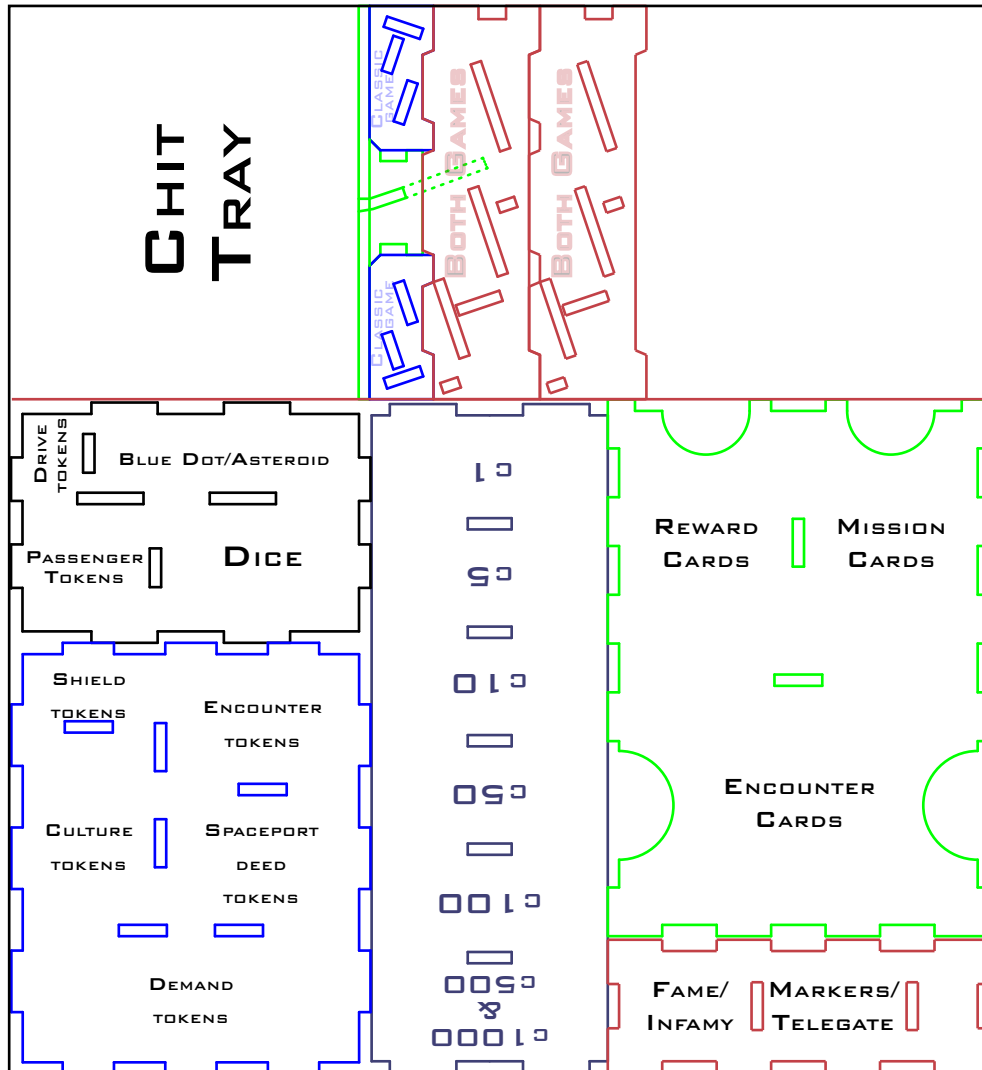 CHIT
TRAY
CLASSIC
GAME
CLASSIC
GAME
BOTH GAMES
BOTH GAMES
DRIVE
TOKENS
BLUE DOT/ASTEROID
PASSENGER
TOKENS
DICE
SHIELD
TOKENS
ENCOUNTER
TOKENS
CULTURE
TOKENS
SPACEPORT
DEED
TOKENS
DEMAND
TOKENS
c1
c5
c10
c50
c100
c500
&
c1000
REWARD
CARDS
MISSION
CARDS
ENCOUNTER
CARDS
FAME/
INFAMY
MARKERS/
TELEGATE